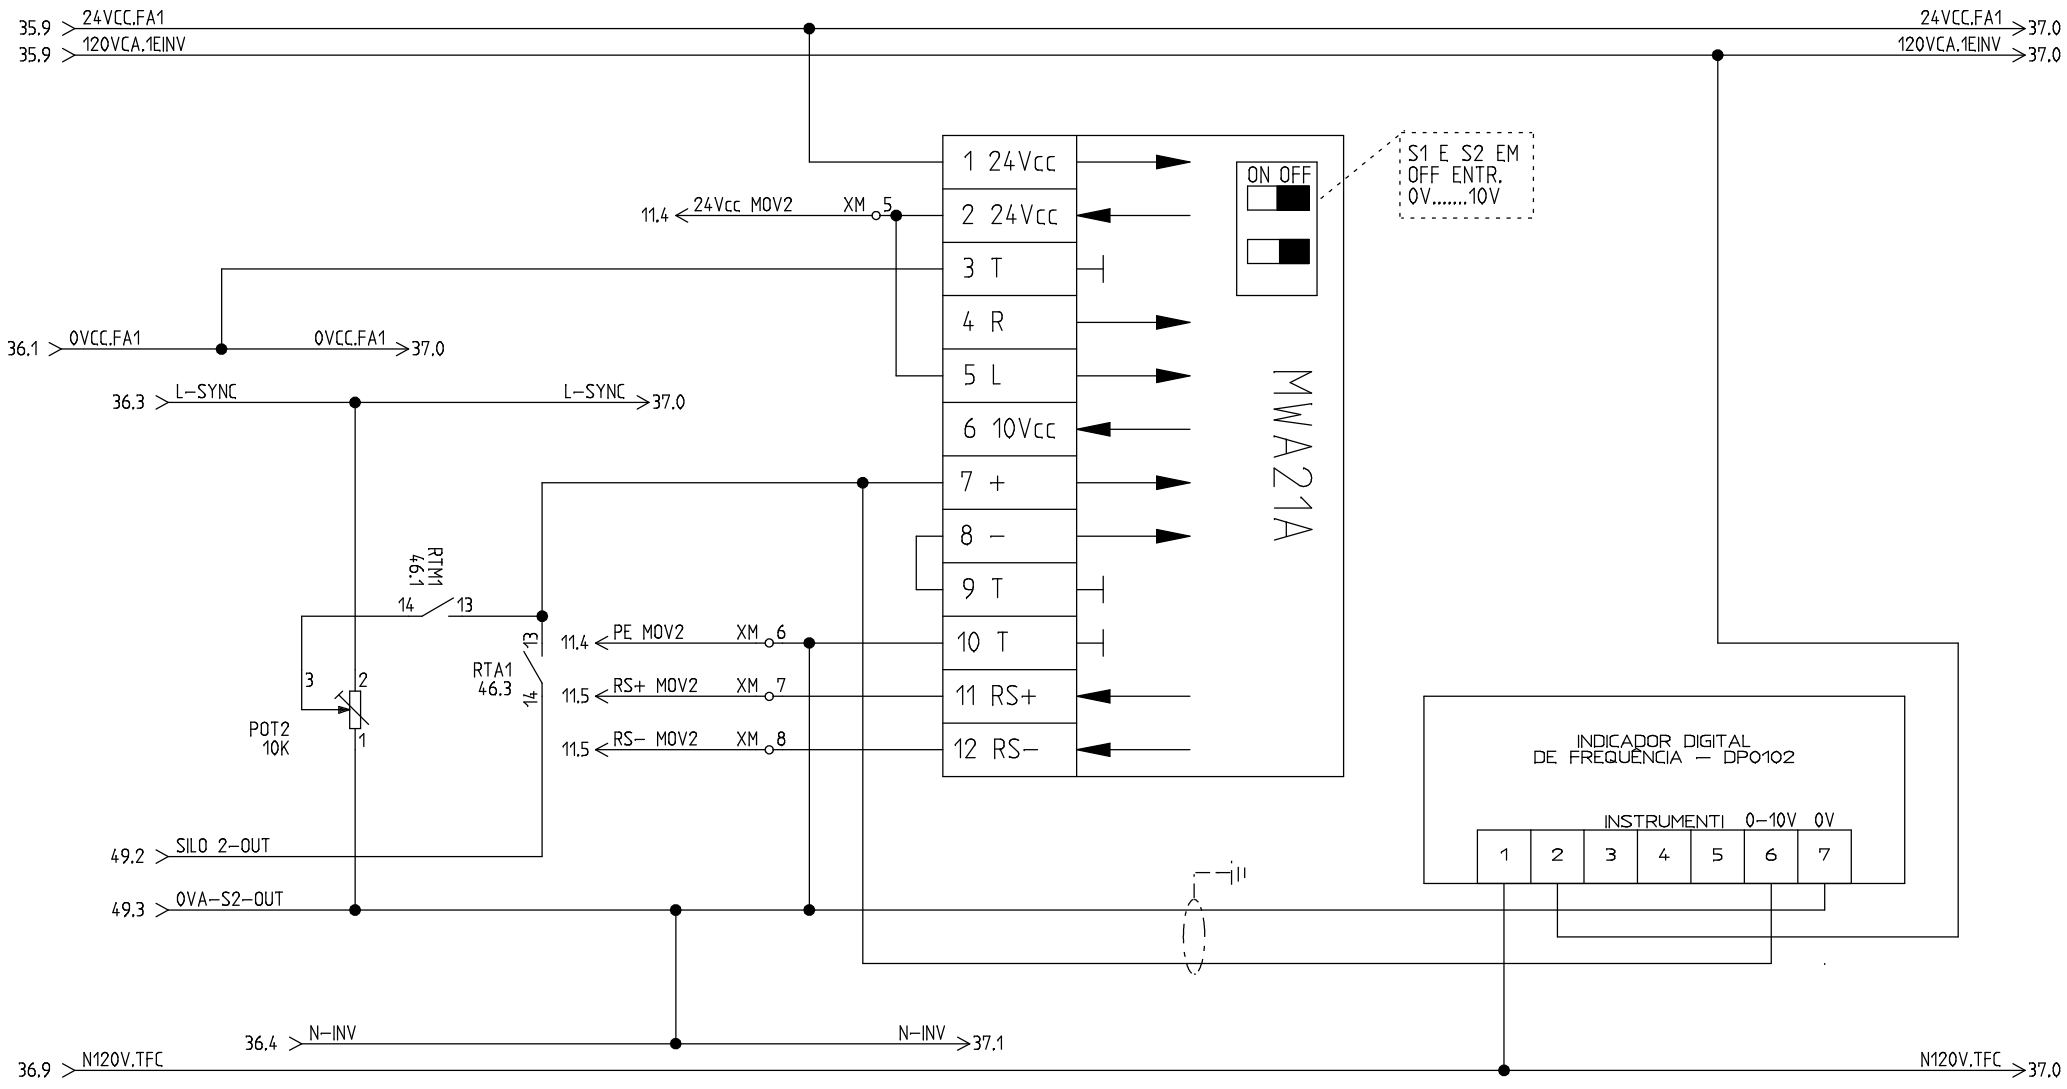 24VCC.FA1
24VCC.FA1
35.9
37.0
120VCA.1EINV
120VCA.1EINV
35.9
37.0
1 24Vcc
S1 E S2 EM
OFF ENTR.
0V.......10V
ON OFF
11.4
24Vcc MOV2
XM
5
2 24Vcc
3 T
4 R
36.1
0VCC.FA1
0VCC.FA1
37.0
5 L
36.3
L-SYNC
L-SYNC
37.0
6 10Vcc
MWA21A
7 +
8 -
RTM1
46.1
9 T
14
13
11.4
PE MOV2
XM
6
10 T
13
RTA1
46.3
14
3
2
11.5
RS+ MOV2
XM
7
11 RS+
POT2
10K
1
11.5
RS- MOV2
XM
8
12 RS-
INDICADOR DIGITAL
DE FREQUÊNCIA - DP0102
INSTRUMENTI
0-10V
0V
1
2
3
4
5
6
7
49.2
SILO 2-OUT
49.3
0VA-S2-OUT
36.4
N-INV
N-INV
37.1
36.9
N120V.TFC
N120V.TFC
37.0